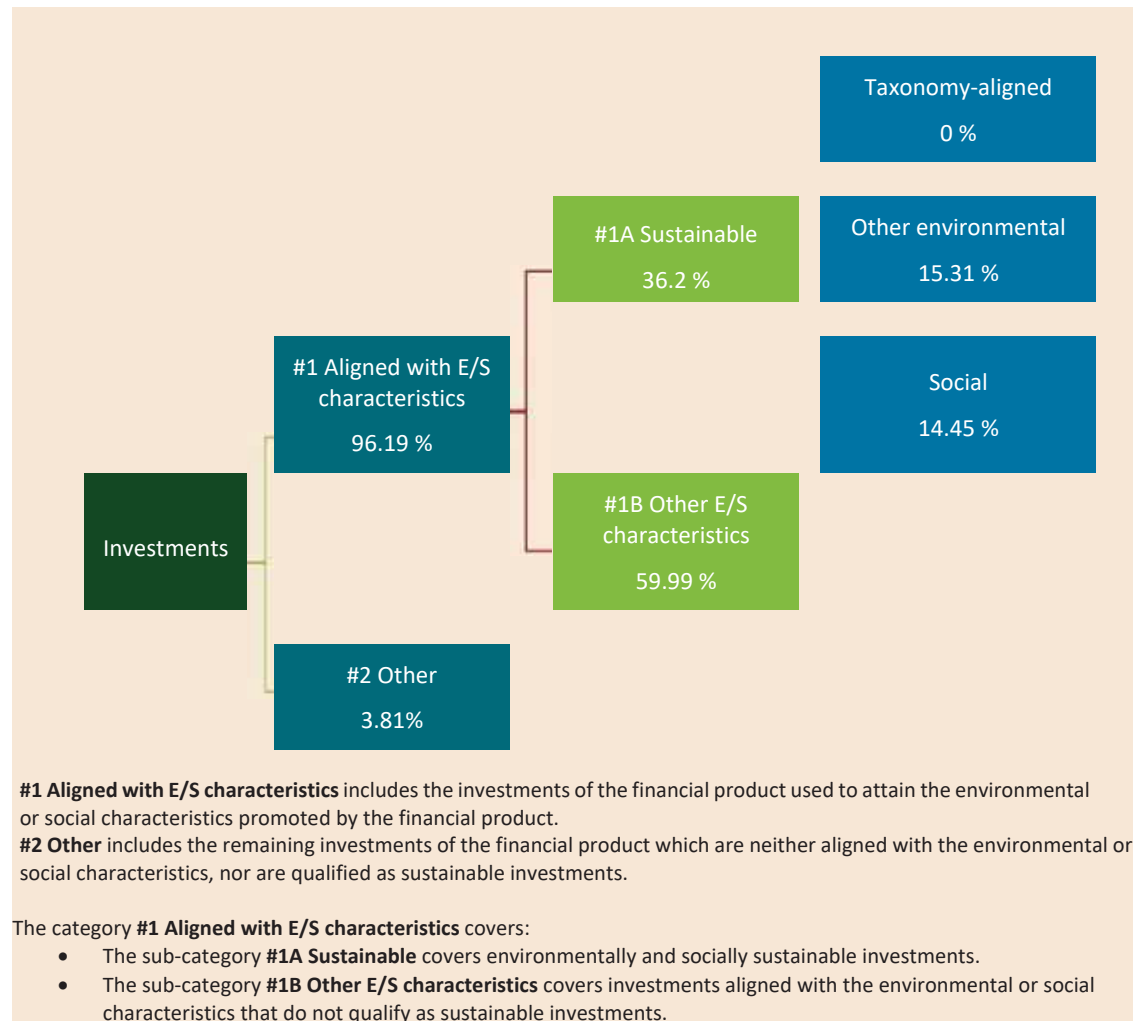 Taxonomy-aligned
0 %
#1A Sustainable
36.2 %
Other environmental
15.31 %
#1 Aligned with E/S
characteristics
96.19 %
Social
14.45 %
Investments
#1B Other E/S
characteristics
59.99 %
#2 Other
3.81%
#1 Aligned with E/S characteristics includes the investments of the financial product used to attain the environmental
or social characteristics promoted by the financial product.
#2 Other includes the remaining investments of the financial product which are neither aligned with the environmental or
social characteristics, nor are qualified as sustainable investments.
The category #1 Aligned with E/S characteristics covers:
• The sub-category #1A Sustainable covers environmentally and socially sustainable investments.
• The sub-category #1B Other E/S characteristics covers investments aligned with the environmental or social
characteristics that do not qualify as sustainable investments.